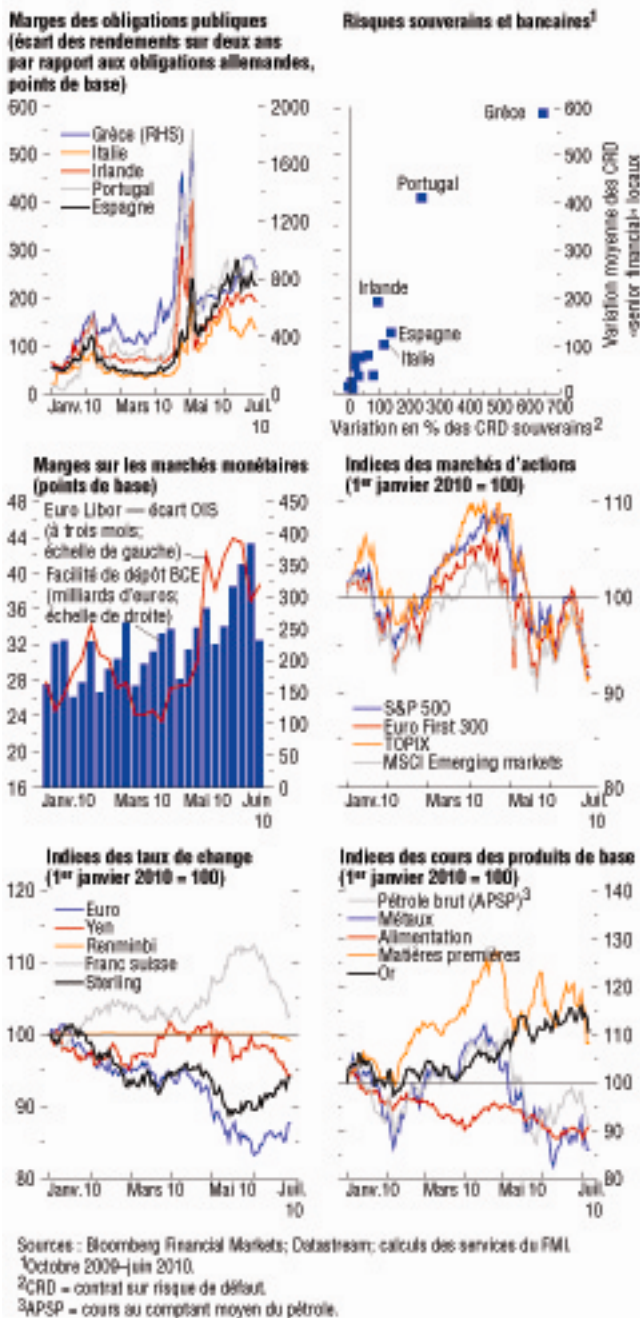 Marges des obligations publiques
(écart des rendements sur deux ans
par rapport aux obligations allemandes,
points de base)
600
500
400
300
200
100
0
2000
1600
1200
800
400
0
Grèce (RHS)
Italie
Irlande
Portugal
Espagne
Janv. 10
Mars 10
Mai 10
Juil.
10
Risques souverains et bancaires1
Grèce
Portugal
Irlande
Espagne
Italie
600
500
400
300
200
100
0
Variation moyenne des CRD
«senior financial» locaux
0 100 200 300 400 500 600 700
Variation en % des CRD souverains2
Marges sur les marchés monétaires
(points de base)
48
44
40
36
32
28
24
20
16
450
400
350
300
250
200
150
100
50
0
Euro Libor — écart OIS
(à trois mois;
échelle de gauche)
Facilité de dépôt BCE
(milliards d'euros;
échelle de droite)
Janv.10
Mars 10
Mai 10
Juin
10
Indices des marchés d'actions
(1er janvier 2010 = 100)
110
100
90
80
S&P 500
Euro First 300
TOPIX
MSCI Emerging markets
Janv.10
Mars 10
Mai 10
Juil.
10
Indices des taux de change
(1er janvier 2010 = 100)
120
110
100
90
80
Euro
Yen
Renminbi
Franc suisse
Sterling
Janv.10
Mars 10
Mai 10
Juil.
10
Indices des cours des produits de base
(1er janvier 2010 = 100)
140
130
120
110
100
90
80
Pétrole brut (APSP)3
Métaux
Alimentation
Matières premières
Or
Janv.10
Mars 10
Mai 10
Juil.
10
Sources : Bloomberg Financial Markets; Datastream; calculs des services du FMI.
1Octobre 2009–juin 2010.
2CRD = contrat sur risque de défaut.
3APSP = cours au comptant moyen du pétrole.